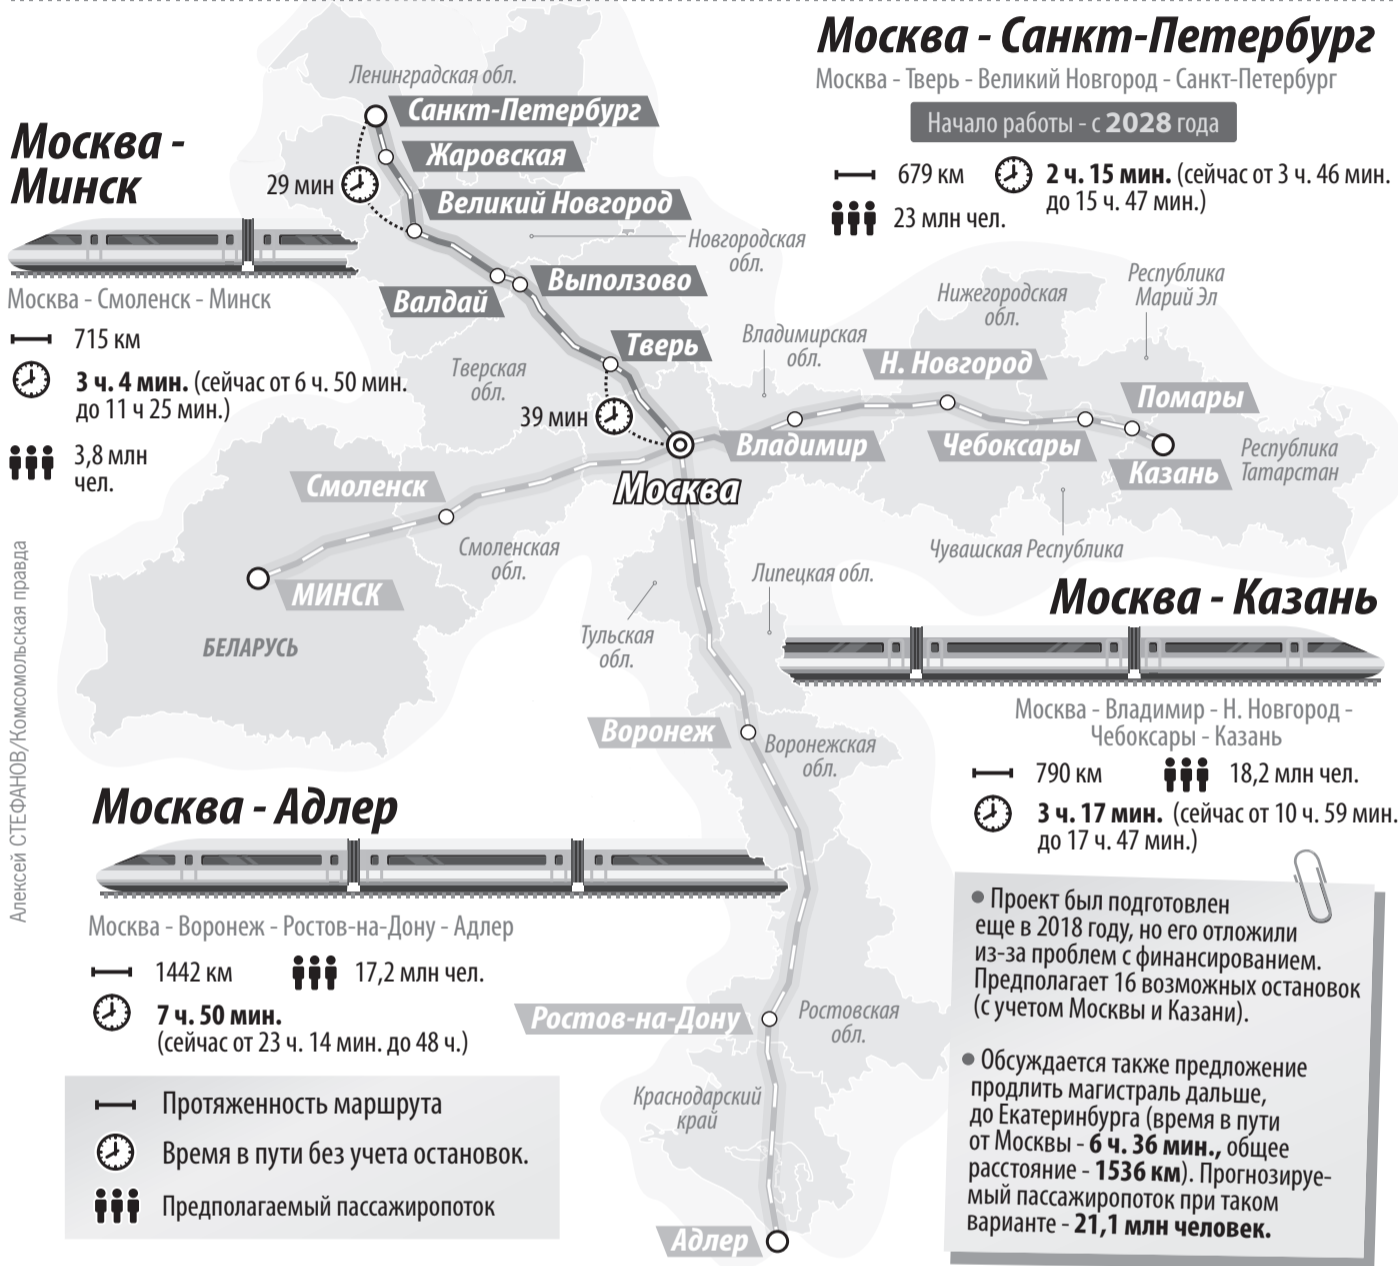 Москва - Санкт-Петербург
Москва - Тверь - Великий Новгород - Санкт-Петербург
Начало работы - с 2028 года
679 км
2 ч. 15 мин. (сейчас от 3 ч. 46 мин.
до 15 ч. 47 мин.)
23 млн чел.
Москва -
Минск
Москва - Смоленск - Минск
715 км
3 ч. 4 мин. (сейчас от 6 ч. 50 мин.
до 11 ч 25 мин.)
3,8 млн
чел.
Ленинградская обл.
Санкт-Петербург
Жаровская
29 мин
Великий Новгород
Новгородская
обл.
Валдай
Выползово
Тверь
Тверская
обл.
39 мин
Москва
Владимирская
обл.
Владимир
Нижегородская
обл.
Н. Новгород
Республика
Марий Эл
Чебоксары
Помары
Казань
Республика
Татарстан
Чувашская Республика
Смоленск
Смоленская
обл.
МИНСК
БЕЛАРУСЬ
Тульская
обл.
Липецкая обл.
Воронеж
Воронежская
обл.
Ростов-на-Дону
Ростовская
обл.
Краснодарский
край
Адлер
Москва - Казань
Москва - Владимир - Н. Новгород -
Чебоксары - Казань
790 км
18,2 млн чел.
3 ч. 17 мин. (сейчас от 10 ч. 59 мин.
до 17 ч. 47 мин.)
Москва - Адлер
Москва - Воронеж - Ростов-на-Дону - Адлер
1442 км
17,2 млн чел.
7 ч. 50 мин.
(сейчас от 23 ч. 14 мин. до 48 ч.)
Протяженность маршрута
Время в пути без учета остановок.
Предполагаемый пассажиропоток
● Проект был подготовлен
еще в 2018 году, но его отложили
из-за проблем с финансированием.
Предполагает 16 возможных остановок
(с учетом Москвы и Казани).
● Обсуждается также предложение
продлить магистраль дальше,
до Екатеринбурга (время в пути
от Москвы - 6 ч. 36 мин., общее
расстояние - 1536 км). Прогнозируе-
мый пассажиропоток при таком
варианте - 21,1 млн человек.
Алексей СТЕФАНОВ/Комсомольская правда